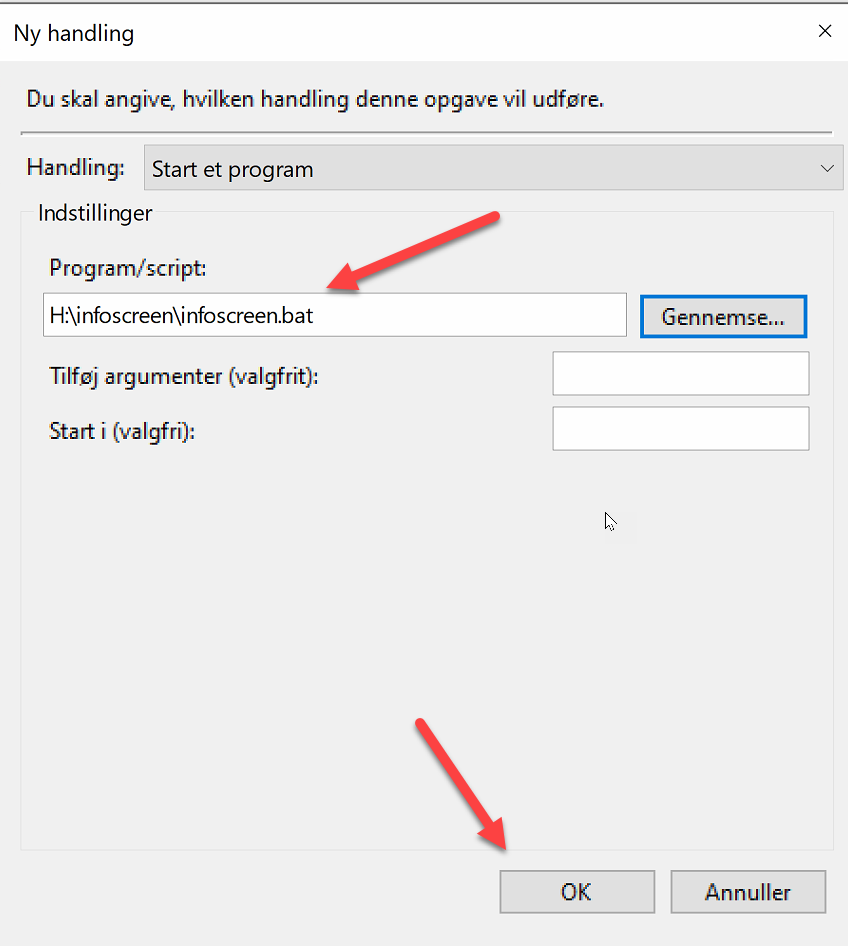 Ny handling
Du skal angive, hvilken handling denne opgave vil udføre.
Handling: Start et program
Indstillinger
Program/script:
H:\infoscreen\infoscreen.bat Gennemse...
Tilføj argumenter (valgfrit):
Start i (valgfri):
OK Annuller